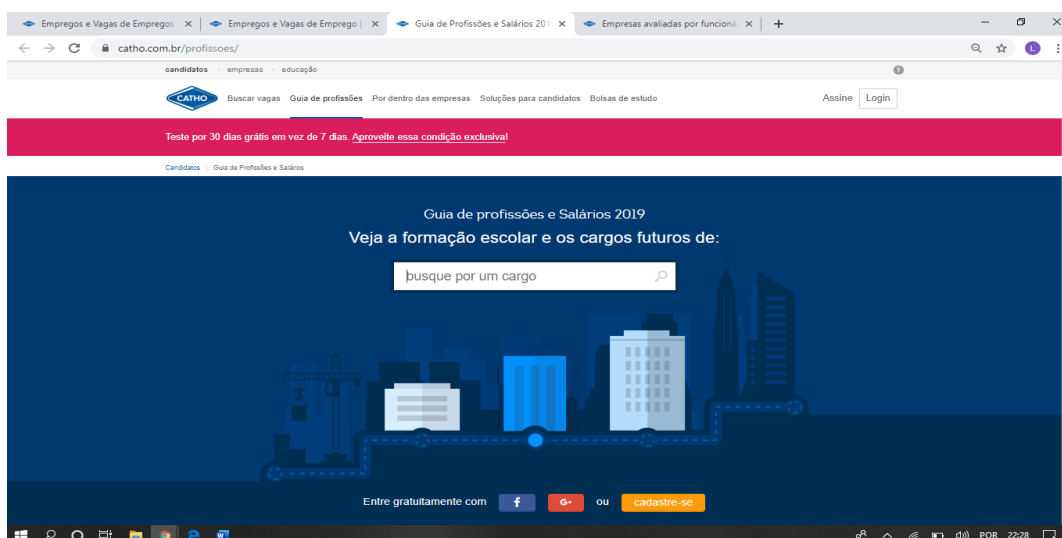 Empregos e Vagas de Empregos
Empregos e Vagas de Emprego |
Guia de Profissões e Salários 201
Empresas avaliadas por funcioná
catho.com.br/profissoes/
L
candidatos - empresas - educação
?
CATHO
Buscar vagas Guia de profissões Por dentro das empresas Soluções para candidatos Bolsas de estudo
Assine Login
Teste por 30 dias grátis em vez de 7 dias. Aproveite essa condição exclusiva!
Candidatos > Guia de Profissões e Salários
Guia de profissões e Salários 2019
Veja a formação escolar e os cargos futuros de:
busque por um cargo
Entre gratuitamente com f G+ ou cadastre-se
POR 22:28